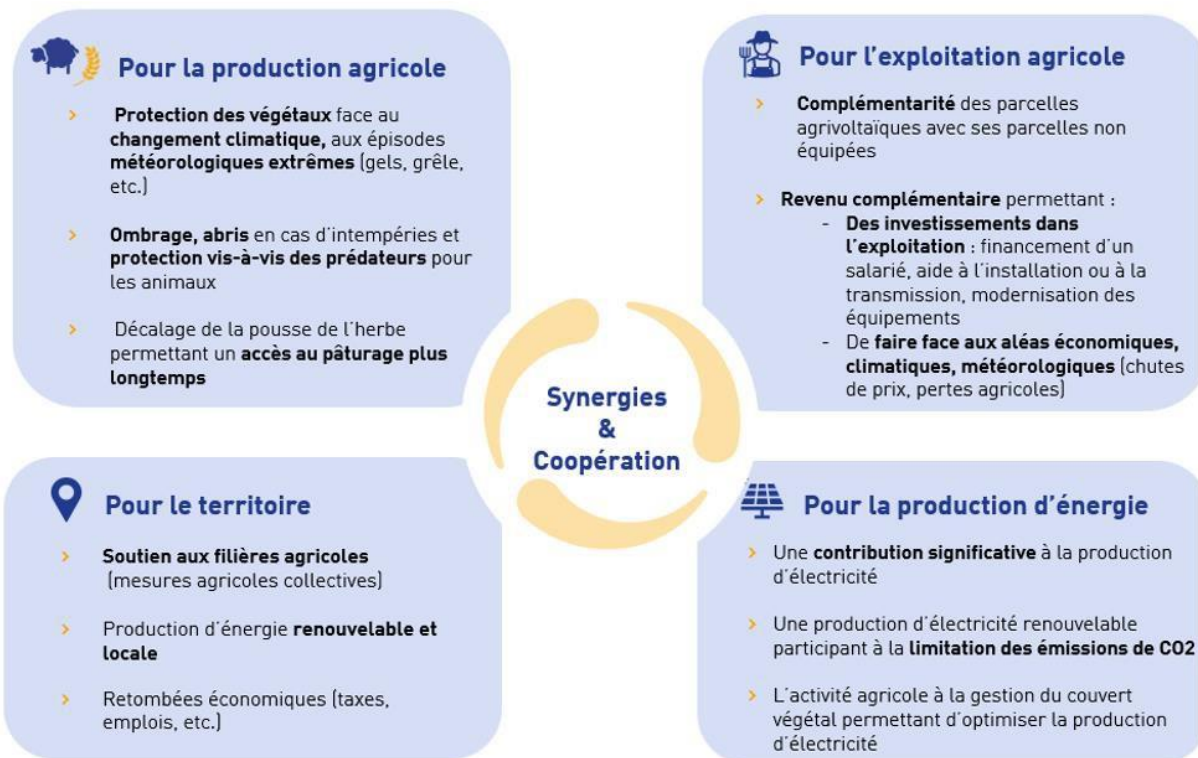 Pour la production agricole
> Protection des végétaux face au
changement climatique, aux épisodes
météorologiques extrêmes (gels, grêle,
etc.)
> Ombrage, abris en cas d'intempéries et
protection vis-à-vis des prédateurs pour
les animaux
> Décalage de la pousse de l'herbe
permettant un accès au pâturage plus
longtemps
Pour l'exploitation agricole
> Complémentarité des parcelles
agrivoltaïques avec ses parcelles non
équipées
> Revenu complémentaire permettant :
- Des investissements dans
l'exploitation : financement d'un
salarié, aide à l'installation ou à la
transmission, modernisation des
équipements
- De faire face aux aléas économiques,
climatiques, météorologiques (chutes
de prix, pertes agricoles)
Synergies
&
Coopération
Pour le territoire
> Soutien aux filières agricoles
(mesures agricoles collectives)
> Production d'énergie renouvelable et
locale
> Retombées économiques (taxes,
emplois, etc.)
Pour la production d'énergie
> Une contribution significative à la production
d'électricité
> Une production d'électricité renouvelable
participant à la limitation des émissions de CO2
> L'activité agricole à la gestion du couvert
végétal permettant d'optimiser la production
d'électricité